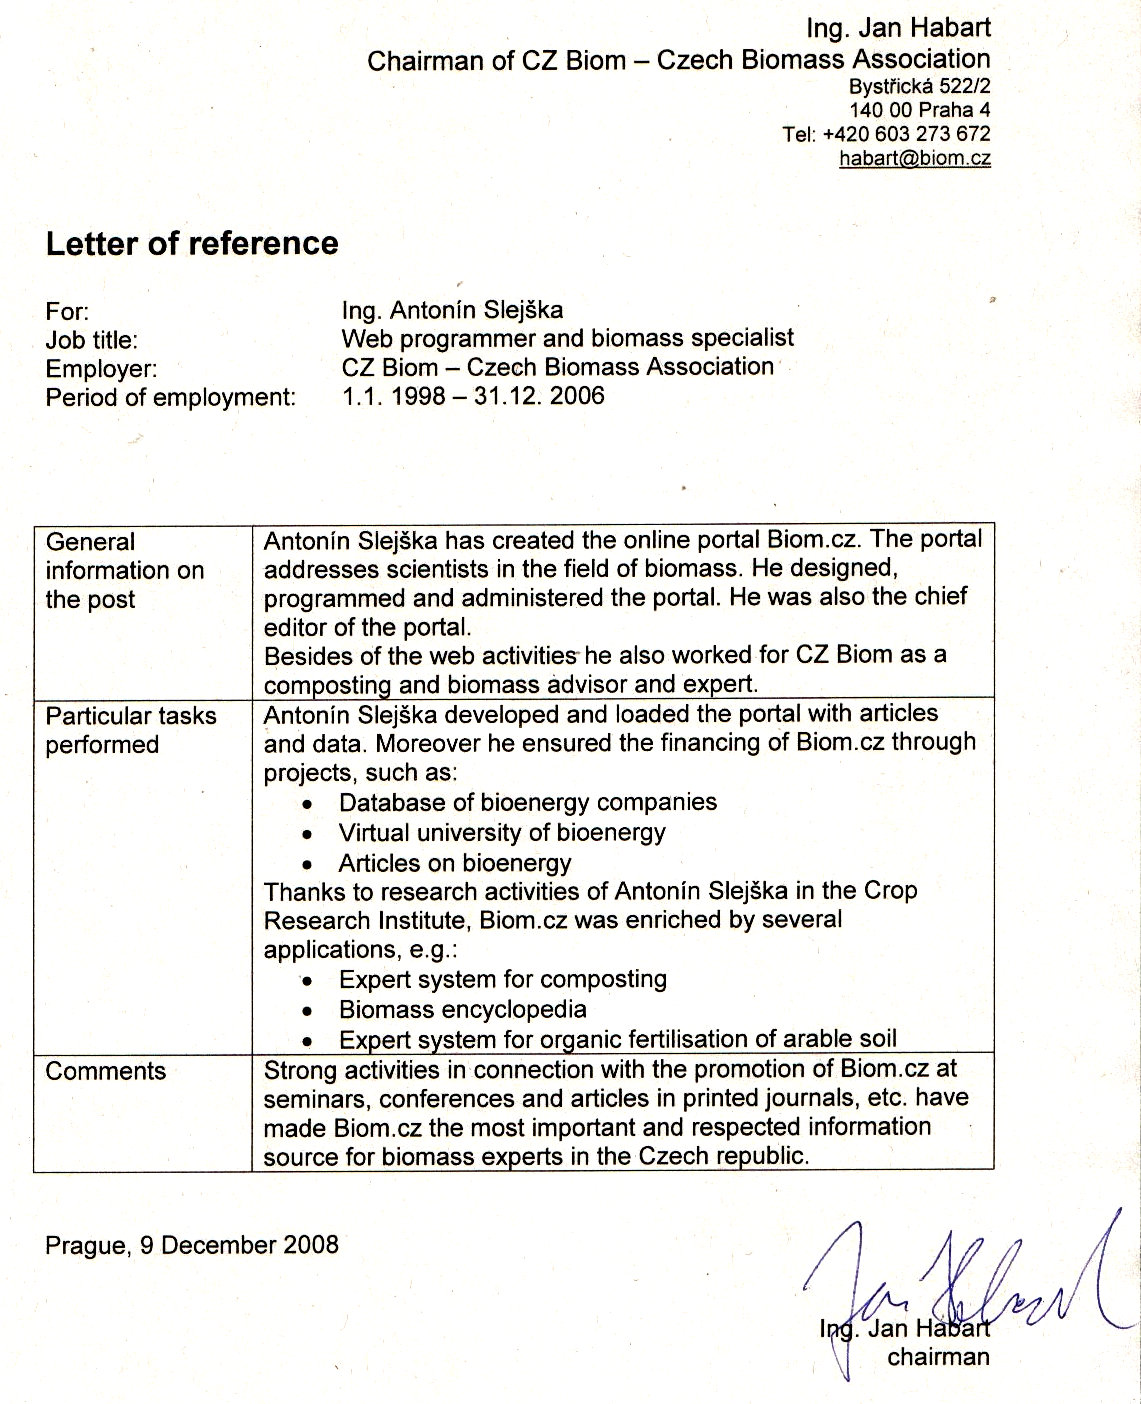 Ing. Jan Habart
Chairman of CZ Biom – Czech Biomass Association
Bystřická 522/2
140 00 Praha 4
Tel: +420 603 273 672
habart@biom.cz
Letter of reference
For: Ing. Antonín Slejška
Job title: Web programmer and biomass specialist
Employer: CZ Biom – Czech Biomass Association
Period of employment: 1.1. 1998 – 31.12. 2006
General
information on
the post
Antonín Slejška has created the online portal Biom.cz. The portal
addresses scientists in the field of biomass. He designed,
programmed and administered the portal. He was also the chief
editor of the portal.
Besides of the web activities he also worked for CZ Biom as a
composting and biomass advisor and expert.
Particular tasks
performed
Antonín Slejška developed and loaded the portal with articles
and data. Moreover he ensured the financing of Biom.cz through
projects, such as:
• Database of bioenergy companies
• Virtual university of bioenergy
• Articles on bioenergy
Thanks to research activities of Antonín Slejška in the Crop
Research Institute, Biom.cz was enriched by several
applications, e.g.:
• Expert system for composting
• Biomass encyclopedia
• Expert system for organic fertilisation of arable soil
Comments
Strong activities in connection with the promotion of Biom.cz at
seminars, conferences and articles in printed journals, etc. have
made Biom.cz the most important and respected information
source for biomass experts in the Czech republic.
Prague, 9 December 2008
Jan Habart
Ing. Jan Habart
chairman